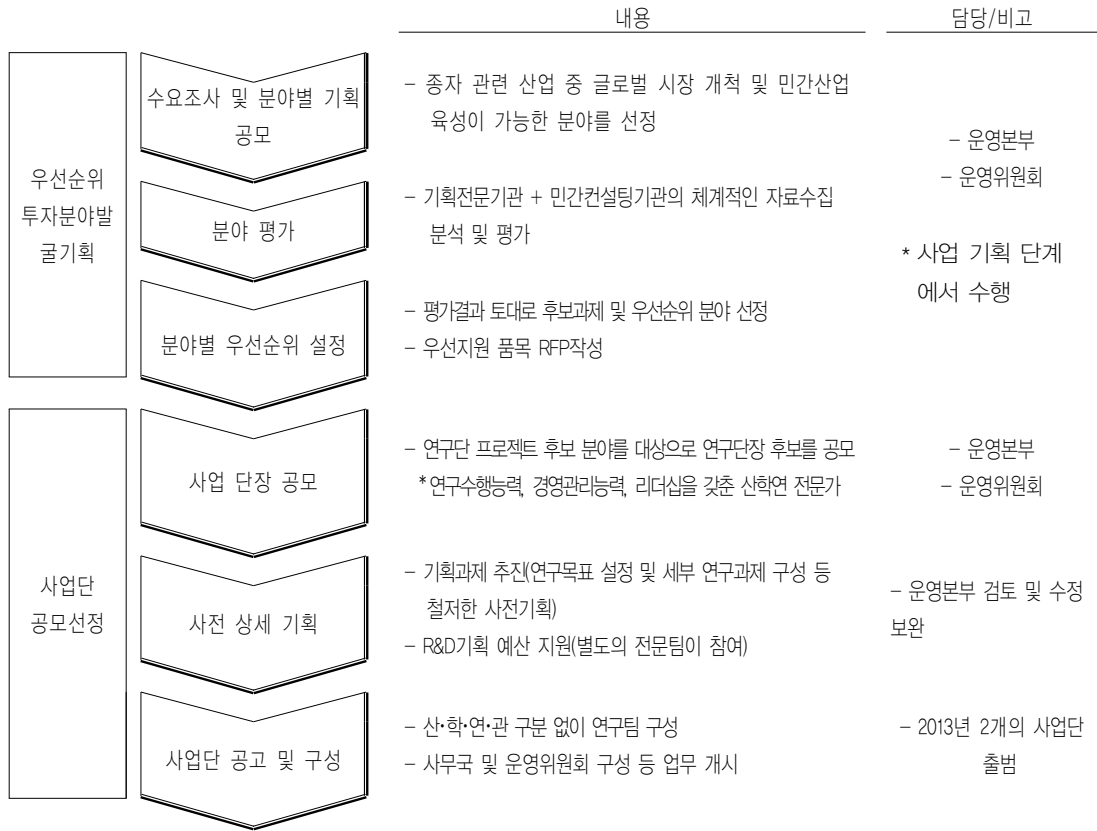 내용
담당/비고
우선순위
투자분야발
굴기획
수요조사 및 분야별 기획
공모
- 종자 관련 산업 중 글로벌 시장 개척 및 민간산업
육성이 가능한 분야를 선정
- 운영본부
- 운영위원회
* 사업 기획 단계
에서 수행
분야 평가
- 기획전문기관 + 민간컨설팅기관의 체계적인 자료수집
분석 및 평가
분야별 우선순위 설정
- 평가결과 토대로 후보과제 및 우선순위 분야 선정
- 우선지원 품목 RFP작성
사업단
공모선정
사업 단장 공모
- 연구단 프로젝트 후보 분야를 대상으로 연구단장 후보를 공모
* 연구수행능력, 경영관리능력, 리더십을 갖춘 산학연 전문가
- 운영본부
- 운영위원회
사전 상세 기획
- 기획과제 추진(연구목표 설정 및 세부 연구과제 구성 등
철저한 사전기획)
- R&D기획 예산 지원(별도의 전문팀이 참여)
- 운영본부 검토 및 수정
보완
사업단 공고 및 구성
- 산·학·연·관 구분 없이 연구팀 구성
- 사무국 및 운영위원회 구성 등 업무 개시
- 2013년 2개의 사업단
출범